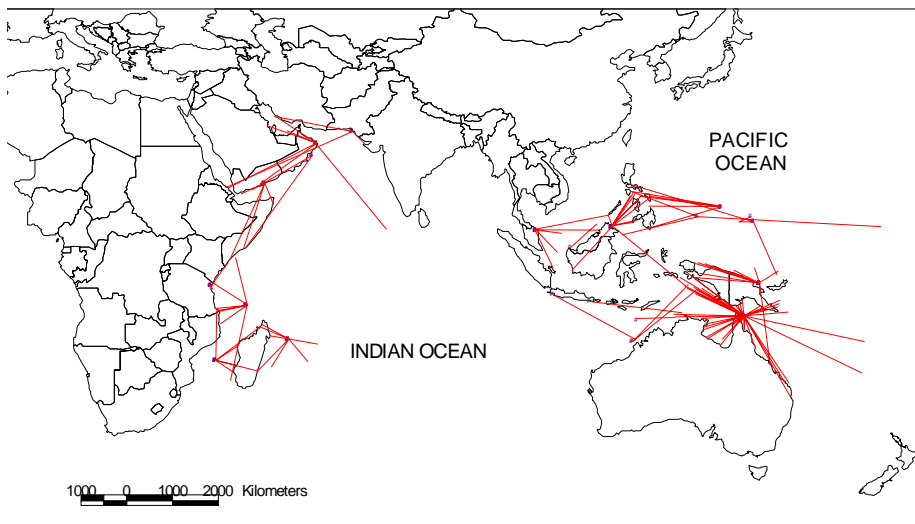 PACIFIC
OCEAN
INDIAN OCEAN
1000 0 1000 2000 Kilometers